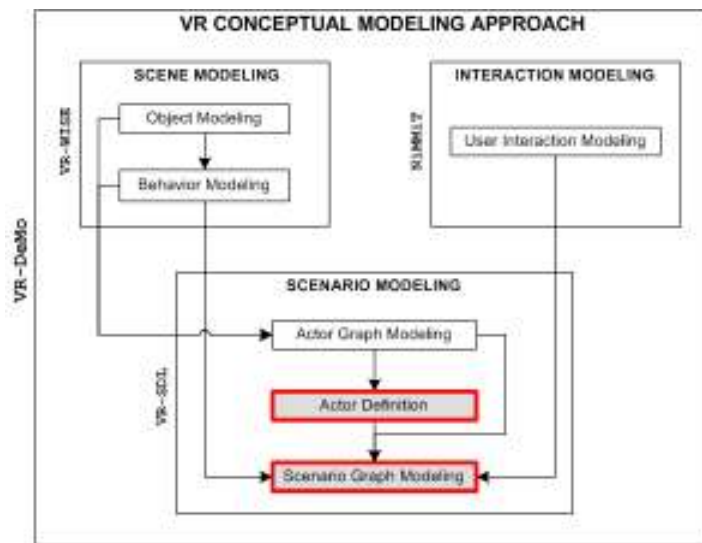 VR CONCEPTUAL MODELING APPROACH
SCENE MODELING
INTERACTION MODELING
VR-WISE
Object Modeling
Behavior Modeling
NiMMiT
User Interaction Modeling
VR-DeMo
SCENARIO MODELING
VR-SDL
Actor Graph Modeling
Actor Definition
Scenario Graph Modeling